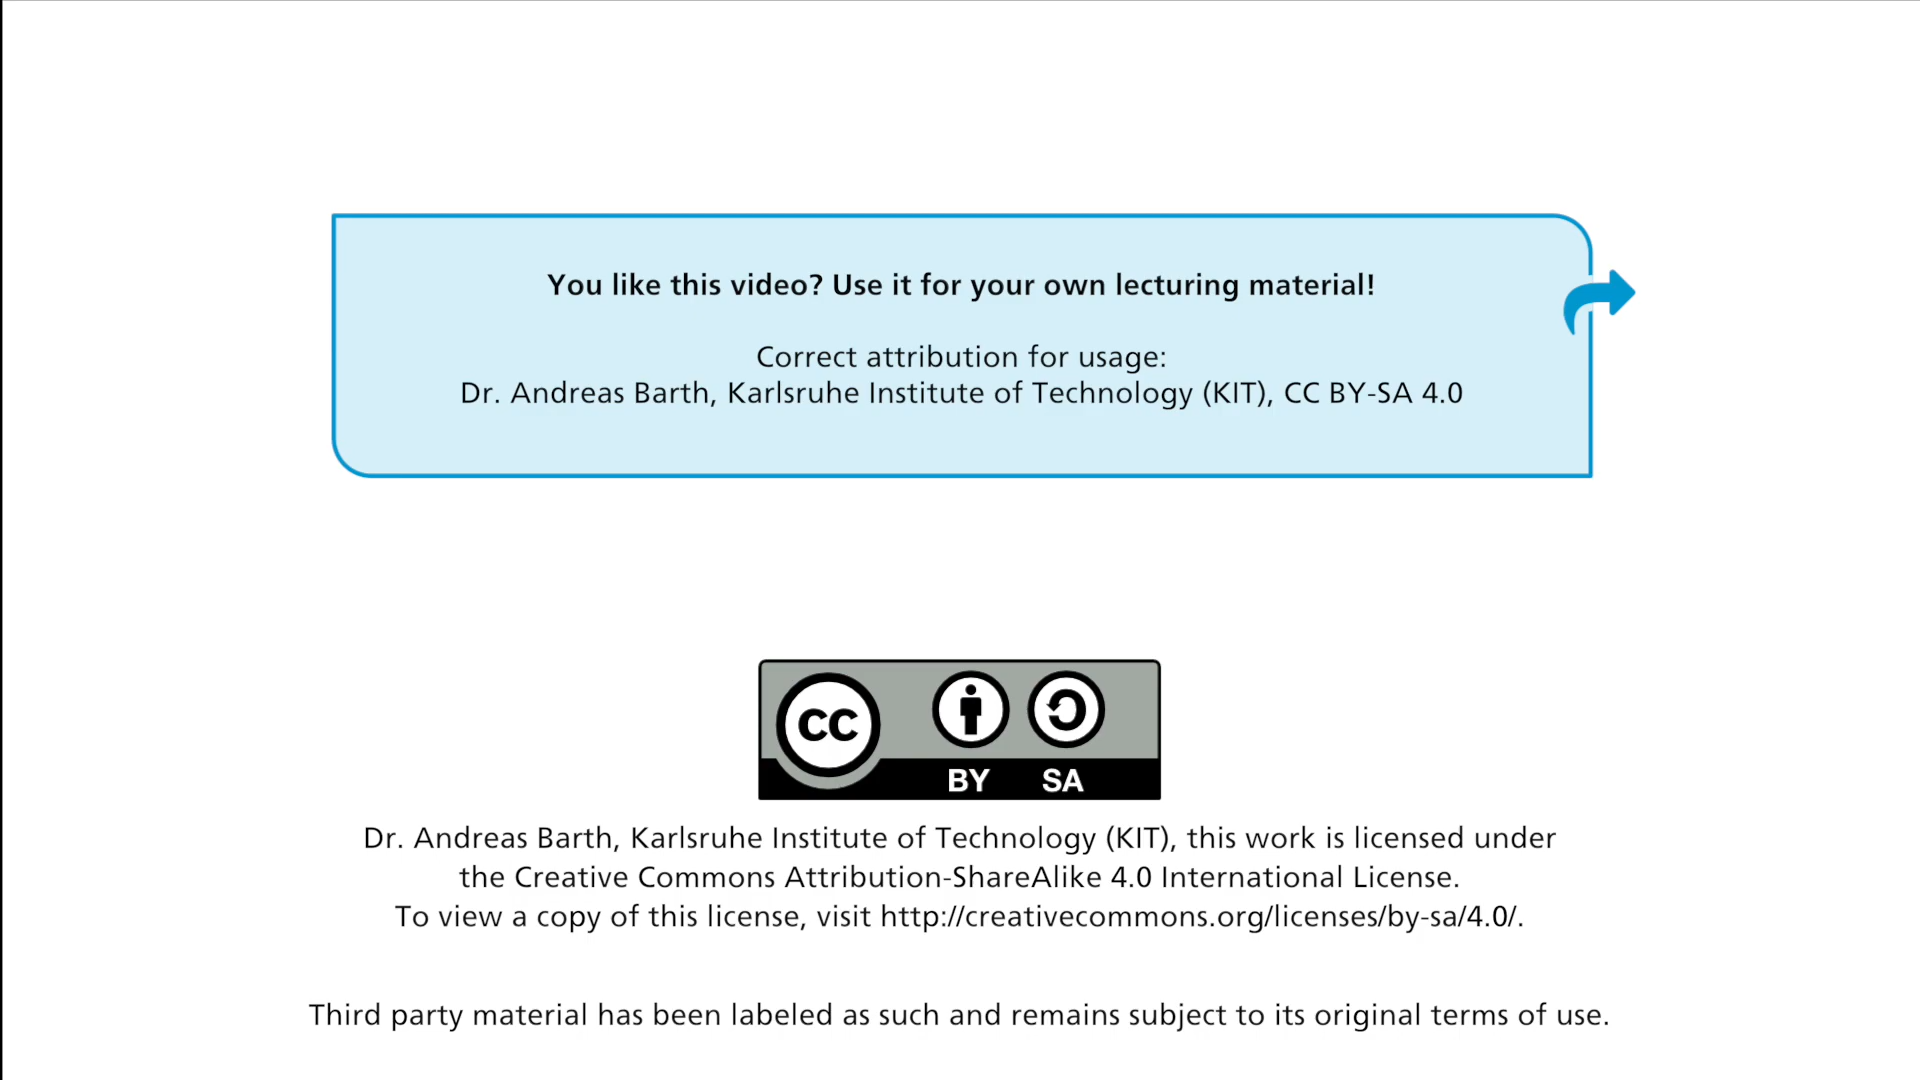 You like this video? Use it for your own lecturing material!
Correct attribution for usage:
Dr. Andreas Barth, Karlsruhe Institute of Technology (KIT), CC BY-SA 4.0
CC
BY SA
Dr. Andreas Barth, Karlsruhe Institute of Technology (KIT), this work is licensed under
the Creative Commons Attribution-ShareAlike 4.0 International License.
To view a copy of this license, visit http://creativecommons.org/licenses/by-sa/4.0/.
Third party material has been labeled as such and remains subject to its original terms of use.